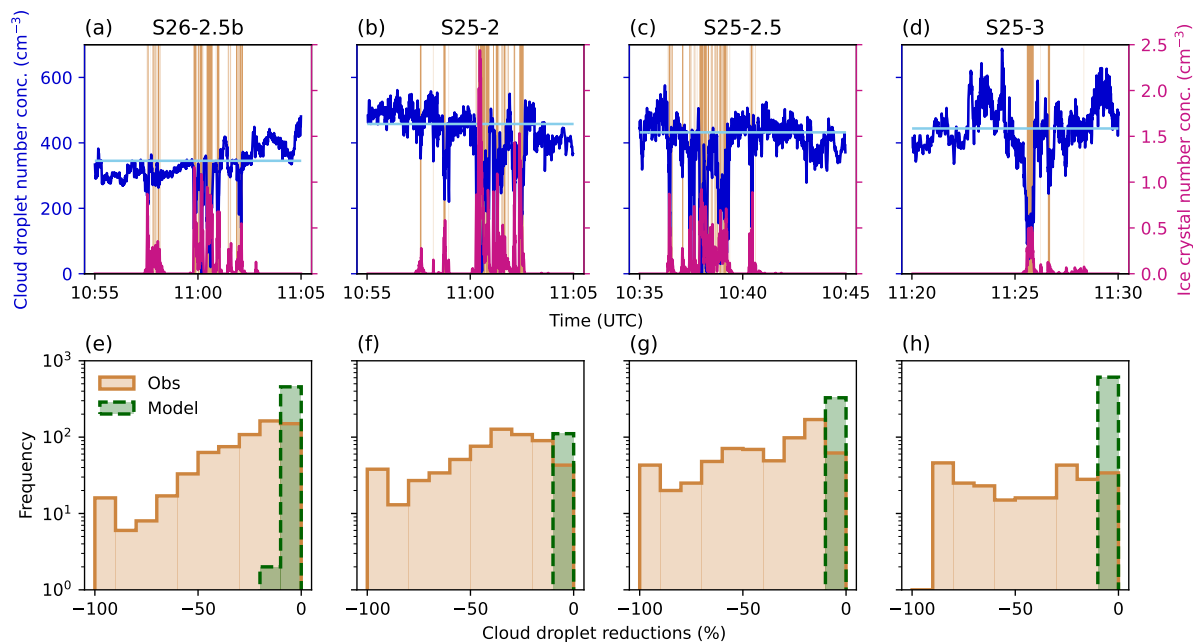 (a) S26-2.5b
(b) S25-2
(c) S25-2.5
(d) S25-3
Cloud droplet number conc. (cm⁻³)
600
400
200
0
2.5
2.0
1.5
1.0
0.5
0.0
Ice crystal number conc. (cm⁻³)
10:55 11:00 11:05
10:55 11:00 11:05
10:35 10:40 10:45
11:20 11:25 11:30
Time (UTC)
(e)
(f)
(g)
(h)
Frequency
10³
10²
10¹
10⁰
Obs
Model
−100 −50 0
−100 −50 0
−100 −50 0
−100 −50 0
Cloud droplet reductions (%)